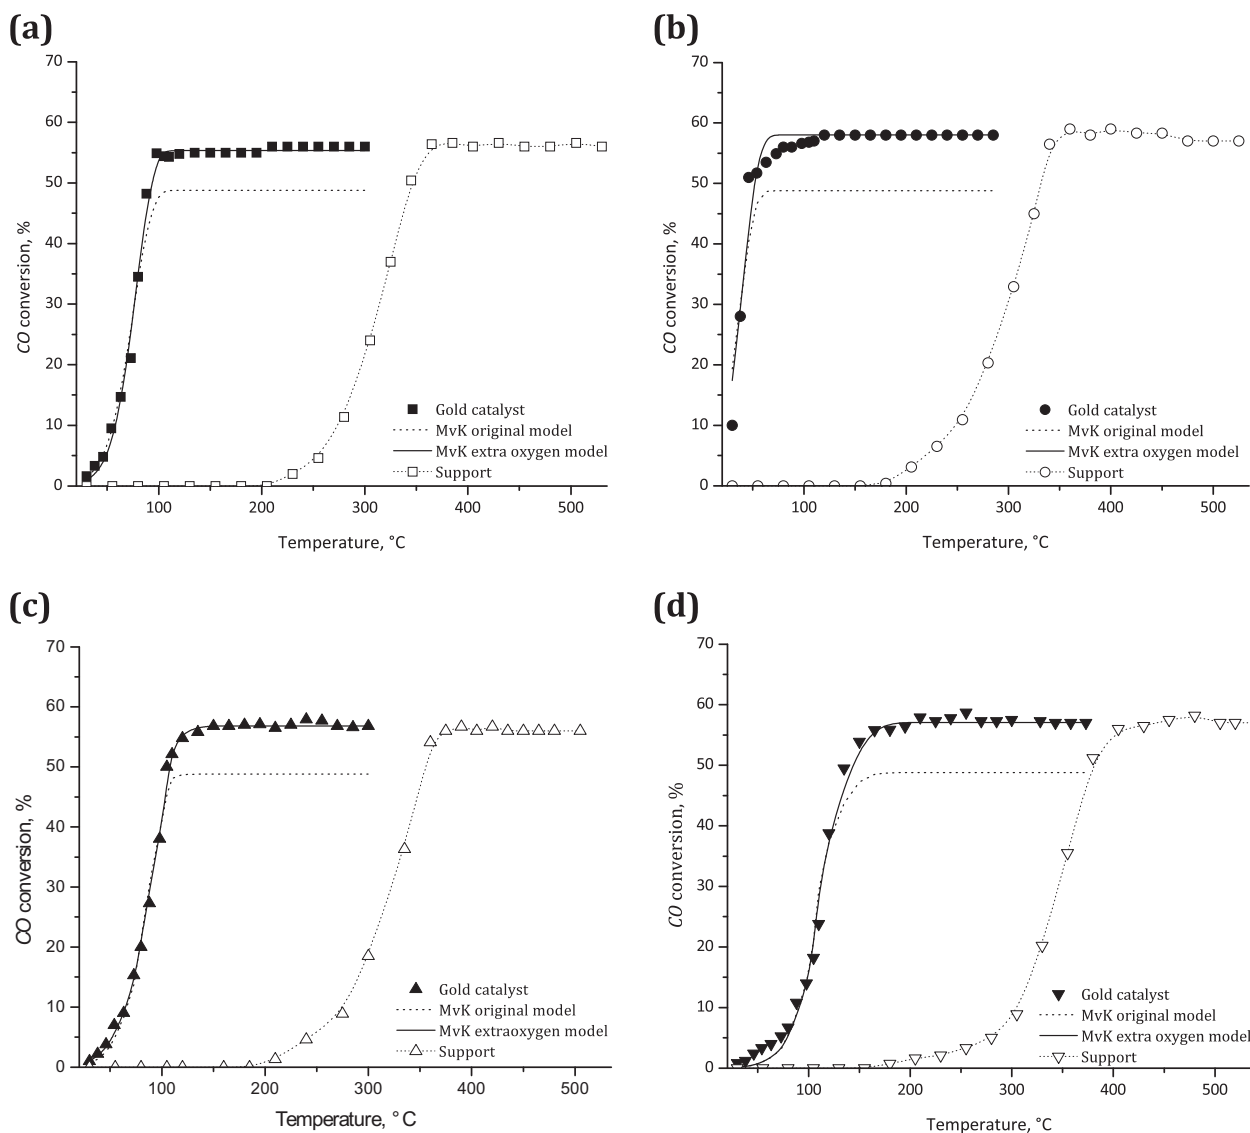 (a)
70
60
50
40
30
20
10
0
CO conversion, %
Gold catalyst
MvK original model
MvK extra oxygen model
Support
100 200 300 400 500
Temperature, °C
(b)
70
60
50
40
30
20
10
0
CO conversion, %
Gold catalyst
MvK original model
MvK extra oxygen model
Support
100 200 300 400 500
Temperature, °C
(c)
70
60
50
40
30
20
10
0
CO conversion, %
Gold catalyst
MvK original model
MvK extraoxygen model
Support
100 200 300 400 500
Temperature, °C
(d)
70
60
50
40
30
20
10
0
CO conversion, %
Gold catalyst
MvK original model
MvK extra oxygen model
Support
100 200 300 400 500
Temperature, °C